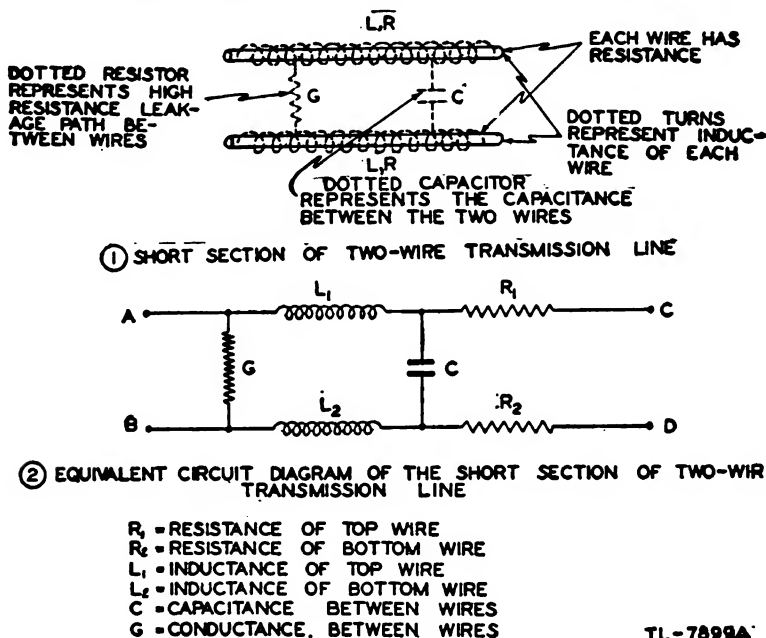 L,R
EACH WIRE HAS
RESISTANCE
DOTTED RESISTOR
REPRESENTS HIGH
RESISTANCE LEAK-
AGE PATH BE-
TWEEN WIRES
G
C
DOTTED TURNS
REPRESENT INDUC-
TANCE OF EACH
WIRE
L,R
DOTTED CAPACITOR
REPRESENTS THE CAPACITANCE
BETWEEN THE TWO WIRES
① SHORT SECTION OF TWO-WIRE TRANSMISSION LINE
A L₁ R₁ C
G C
B L₂ R₂ D
② EQUIVALENT CIRCUIT DIAGRAM OF THE SHORT SECTION OF TWO-WIR
TRANSMISSION LINE
R₁ = RESISTANCE OF TOP WIRE
R₂ = RESISTANCE OF BOTTOM WIRE
L₁ = INDUCTANCE OF TOP WIRE
L₂ = INDUCTANCE OF BOTTOM WIRE
C = CAPACITANCE BETWEEN WIRES
G = CONDUCTANCE, BETWEEN WIRES
TL-7899A